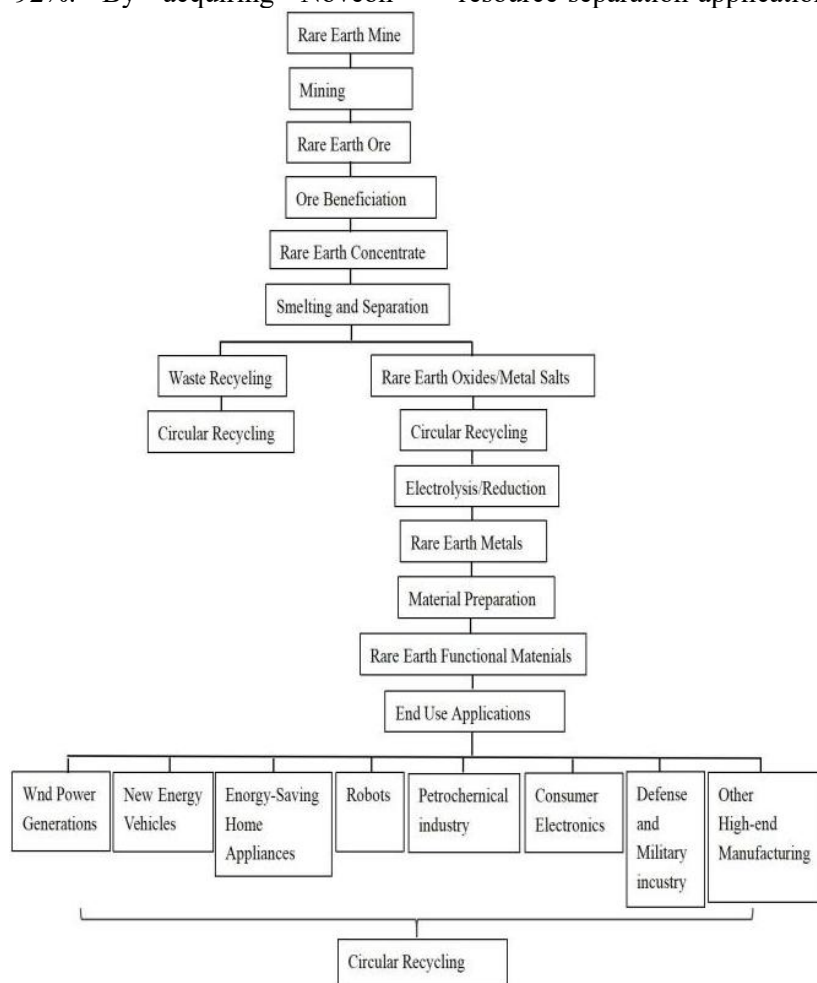 92%. By acquiring Noveon resource-separation-application
Rare Earth Mine
Mining
Rare Earth Ore
Ore Beneficiation
Rare Earth Concentrate
Smelting and Separation
Waste Recyeling
Rare Earth Oxides/Metal Salts
Circular Recycling
Circular Recycling
Electrolysis/Reduction
Rare Earth Metals
Material Preparation
Rare Earth Functional Matenials
End Use Applications
Wnd Power
Generations
New Energy
Vehicles
Enorgy-Saving
Home
Appliances
Robots
Petrochernical
industry
Consumer
Electronics
Defense
and
Military
incustry
Other
High-end
Manufacturing
Circular Recycling